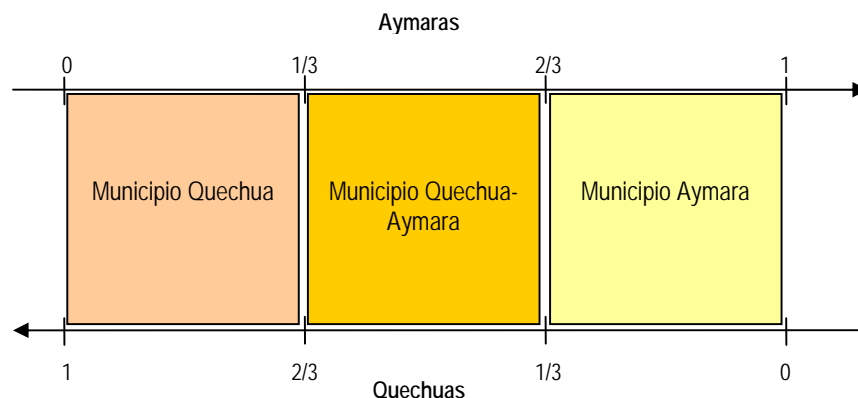 Aymaras
0 1/3 2/3 1
Municipio Quechua
Municipio Quechua-
Aymara
Municipio Aymara
1 2/3 1/3 0
Quechuas